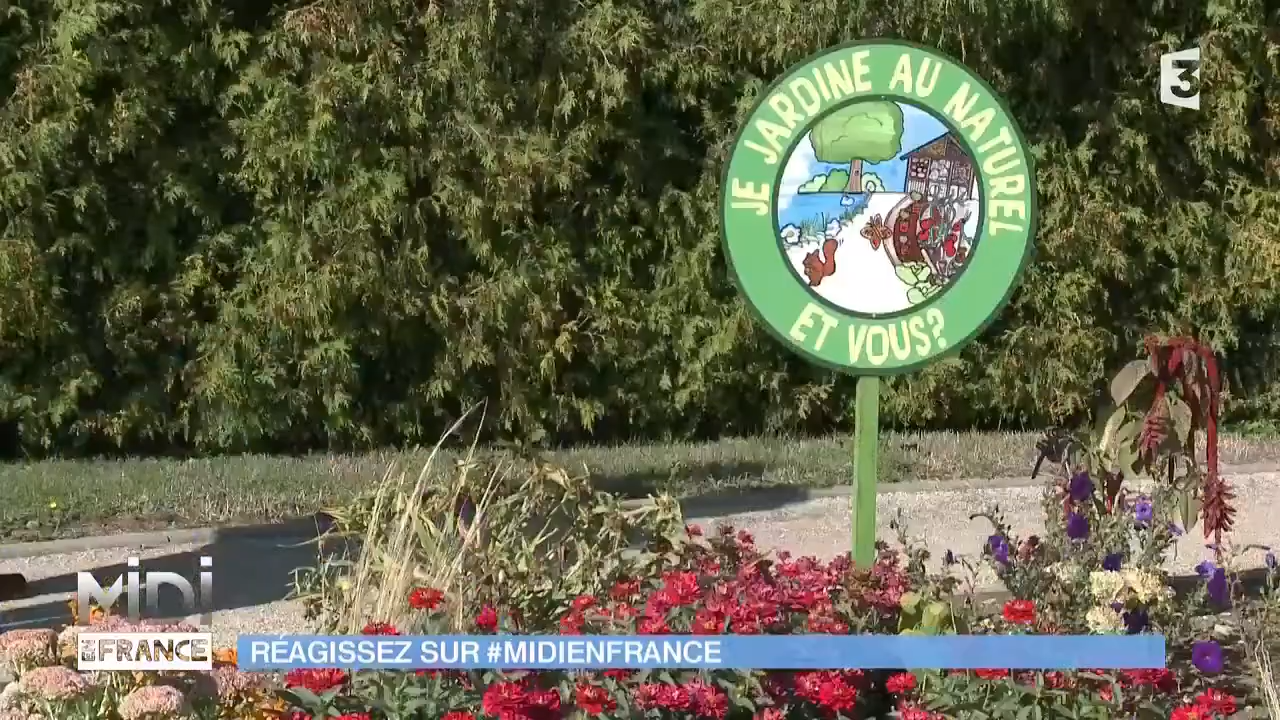 3
JE JARDINE AU NATUREL
ET VOUS?
MiDi
EN FRANCE
RÉAGISSEZ SUR #MIDIENFRANCE